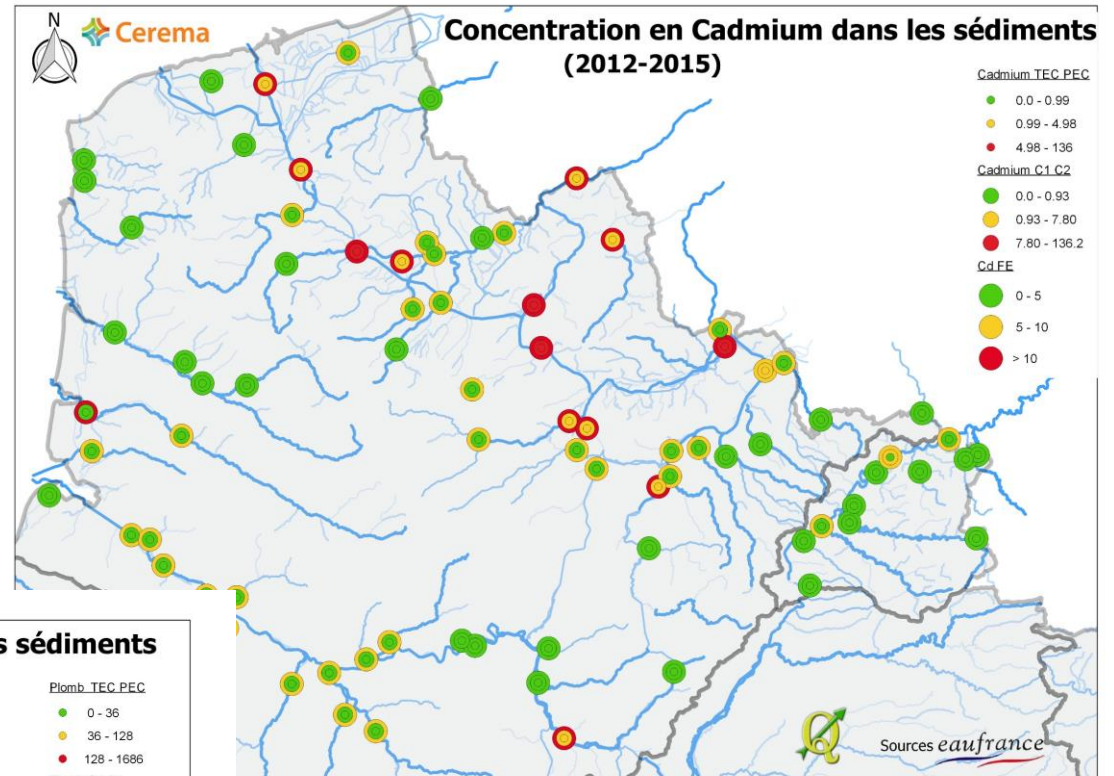 N
Cerema
Concentration en Cadmium dans les sédiments
(2012-2015)
Cadmium TEC PEC
0.0 - 0.99
0.99 - 4.98
4.98 - 136
Cadmium C1 C2
0.0 - 0.93
0.93 - 7.80
7.80 - 136.2
Cd FE
0 - 5
5 - 10
> 10
s sédiments
Plomb TEC PEC
0 - 36
36 - 128
128 - 1686
Q
Sources eaufrance